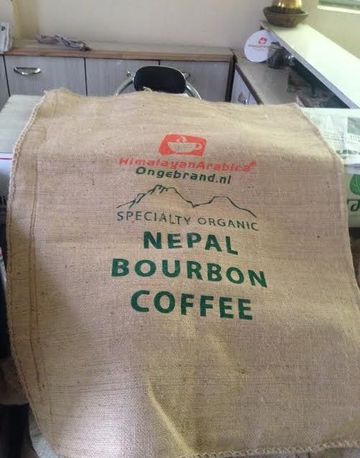 HimalayanArabica®
Ongebrand.nl
SPECIALTY ORGANIC
NEPAL
BOURBON
COFFEE